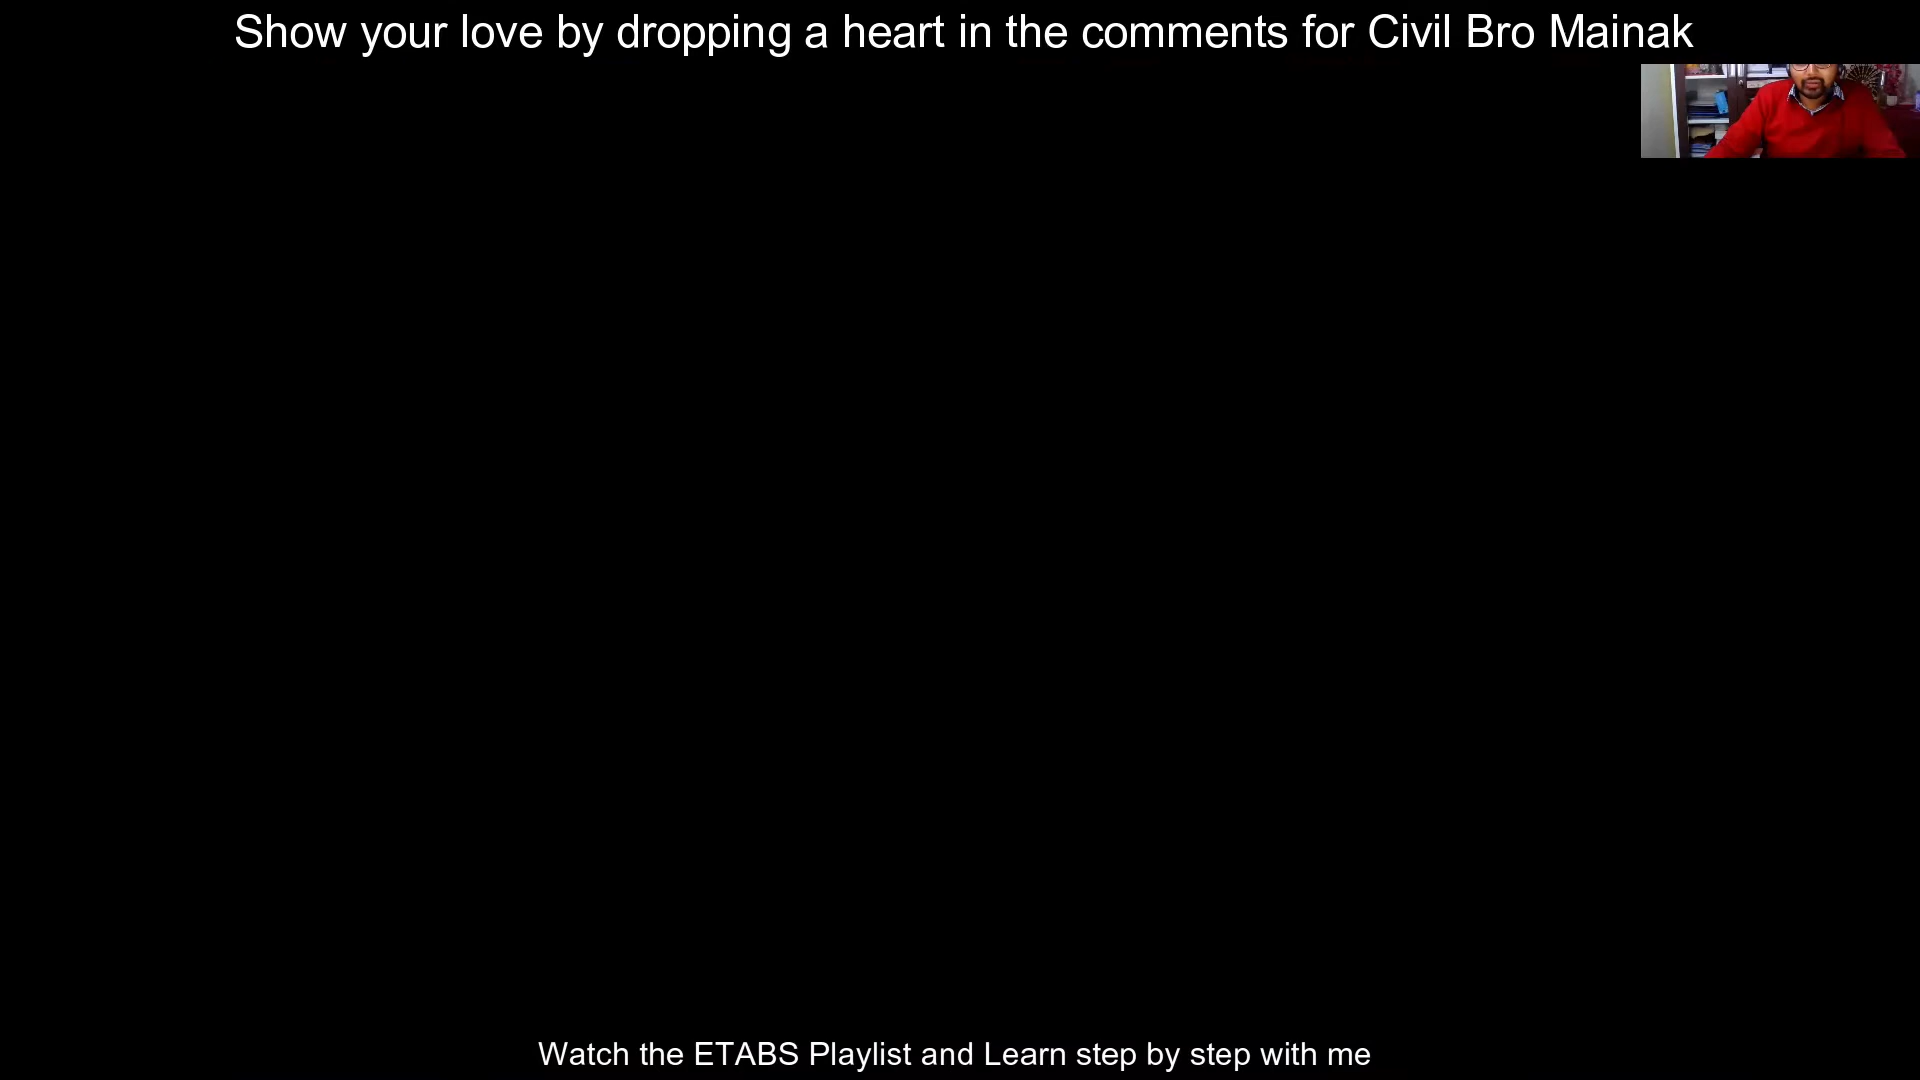 Show your love by dropping a heart in the comments for Civil Bro Mainak
Watch the ETABS Playlist and Learn step by step with me